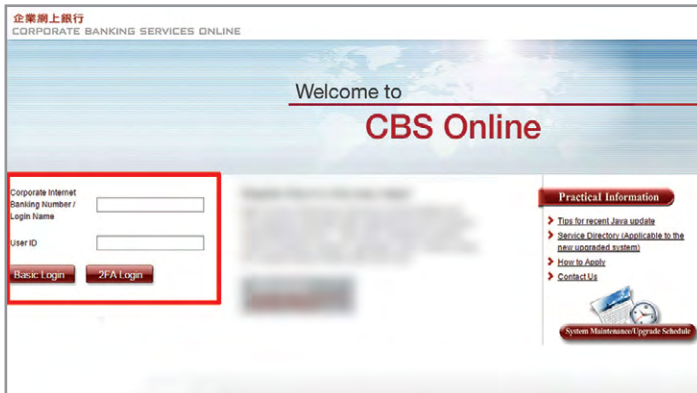 企業網上銀行
CORPORATE BANKING SERVICES ONLINE
Welcome to
CBS Online
Corporate Internet
Banking Number /
Login Name
User ID
Basic Login
2FA Login
Practical Information
Tips for recent Java update
Service Directory (Applicable to the
new upgraded system)
How to Apply
Contact Us
System Maintenance/Upgrade Schedule